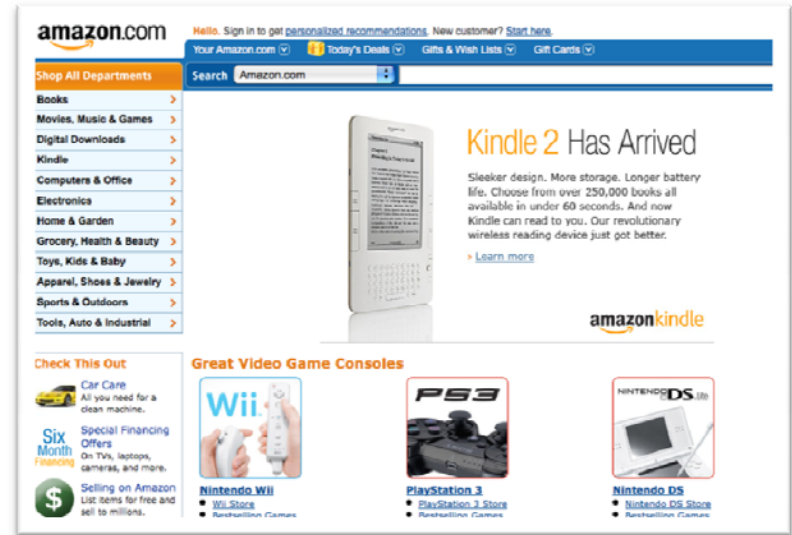 amazon.com
Hello. Sign in to get personalized recommendations. New customer? Start here.
Your Amazon.com Today's Deals Gifts & Wish Lists Gift Cards
Shop All Departments
Search Amazon.com
Books
Movies, Music & Games
Digital Downloads
Kindle
Computers & Office
Electronics
Home & Garden
Grocery, Health & Beauty
Toys, Kids & Baby
Apparel, Shoes & Jewelry
Sports & Outdoors
Tools, Auto & Industrial
Kindle 2 Has Arrived
Sleeker design. More storage. Longer battery
life. Choose from over 250,000 books all
available in under 60 seconds. And now
Kindle can read to you. Our revolutionary
wireless reading device just got better.
Learn more
amazonkindle
Check This Out
Car Care
All you need for a
clean machine.
Six
Month
Financing
Special Financing
Offers
On TVs, laptops,
cameras, and more.
$
Selling on Amazon
List items for free and
sell to millions.
Great Video Game Consoles
Wii
Nintendo Wii
Wii Store
Bestselling Games
PS3
PlayStation 3
PlayStation 3 Store
Bestselling Games
NINTENDO DS Lite
Nintendo DS
Nintendo DS Store
Bestselling Games